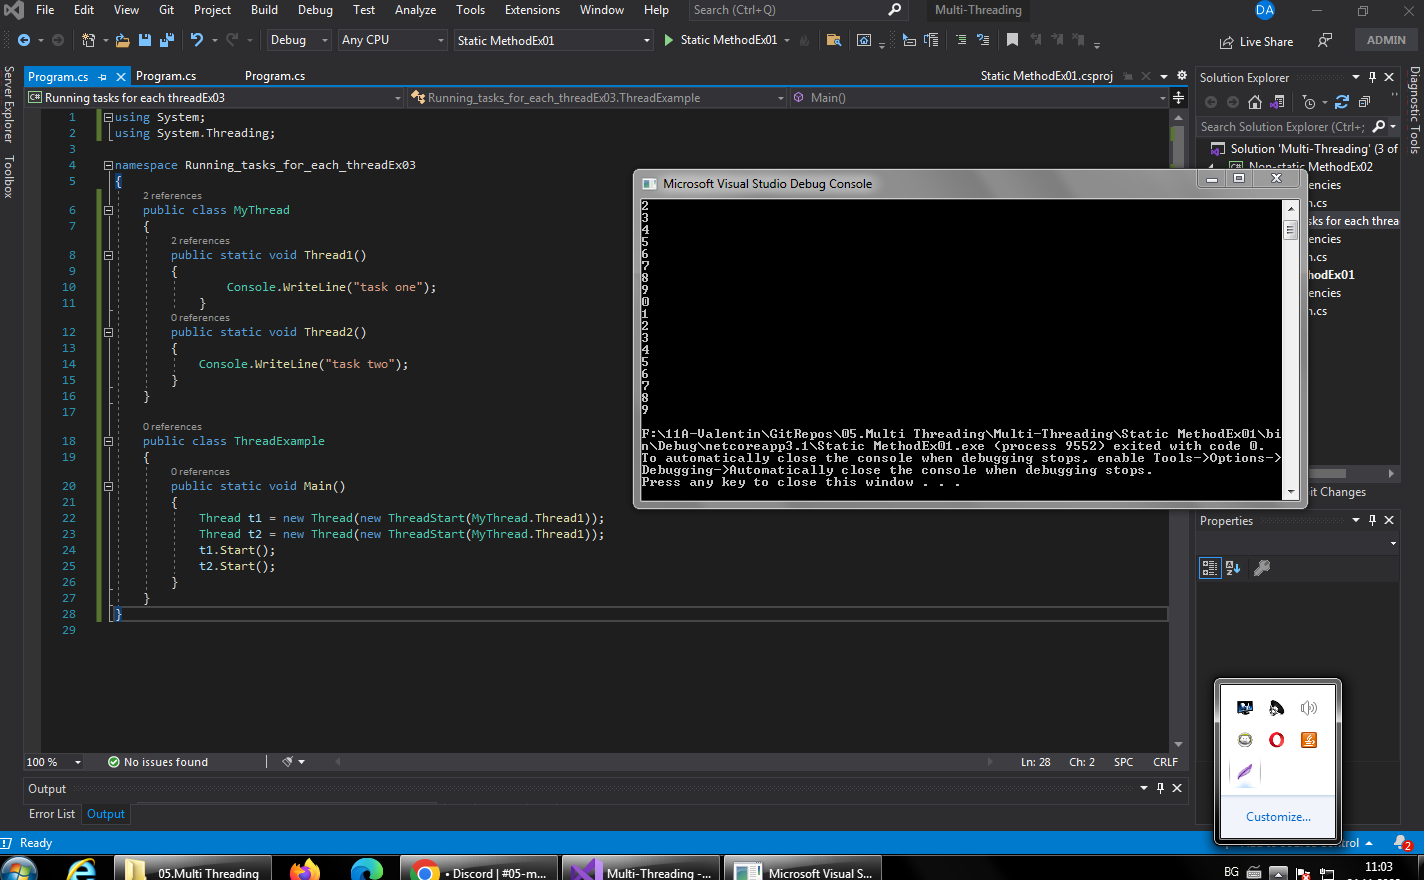 File Edit View Git Project Build Debug Test Analyze Tools Extensions Window Help Search (Ctrl+Q) Multi-Threading DA
Debug Any CPU Static MethodEx01 Static MethodEx01 Live Share ADMIN
Server Explorer
Toolbox
Program.cs Program.cs Program.cs Static MethodEx01.csproj
Running tasks for each threadEx03 Running_tasks_for_each_threadEx03.ThreadExample Main()
1 using System;
2 using System.Threading;
3
4 namespace Running_tasks_for_each_threadEx03
5 {
2 references
6 public class MyThread
7 {
2 references
8 public static void Thread1()
9 {
10 Console.WriteLine("task one");
11 }
0 references
12 public static void Thread2()
13 {
14 Console.WriteLine("task two");
15 }
16 }
17
0 references
18 public class ThreadExample
19 {
0 references
20 public static void Main()
21 {
22 Thread t1 = new Thread(new ThreadStart(MyThread.Thread1));
23 Thread t2 = new Thread(new ThreadStart(MyThread.Thread1));
24 t1.Start();
25 t2.Start();
26 }
27 }
28 }
29
100 % No issues found Ln: 28 Ch: 2 SPC CRLF
Output
Error List Output
Ready
Microsoft Visual Studio Debug Console
2
3
4
5
6
7
8
9
0
1
2
3
4
5
6
7
8
9
F:\11A-Valentin\GitRepos\05.Multi Threading\Multi-Threading\Static MethodEx01\bi
n\Debug\netcoreapp3.1\Static MethodEx01.exe (process 9552) exited with code 0.
To automatically close the console when debugging stops, enable Tools->Options->
Debugging->Automatically close the console when debugging stops.
Press any key to close this window . . .
Solution Explorer
Search Solution Explorer (Ctrl+;
Solution 'Multi-Threading' (3 of
Non-static MethodEx02
encies
.cs
sks for each threa
encies
.cs
hodEx01
encies
.cs
it Changes
Properties
Diagnostic Tools
Customize...
2
05.Multi Threading • Discord | #05-m... Multi-Threading -... Microsoft Visual S... BG 11:03